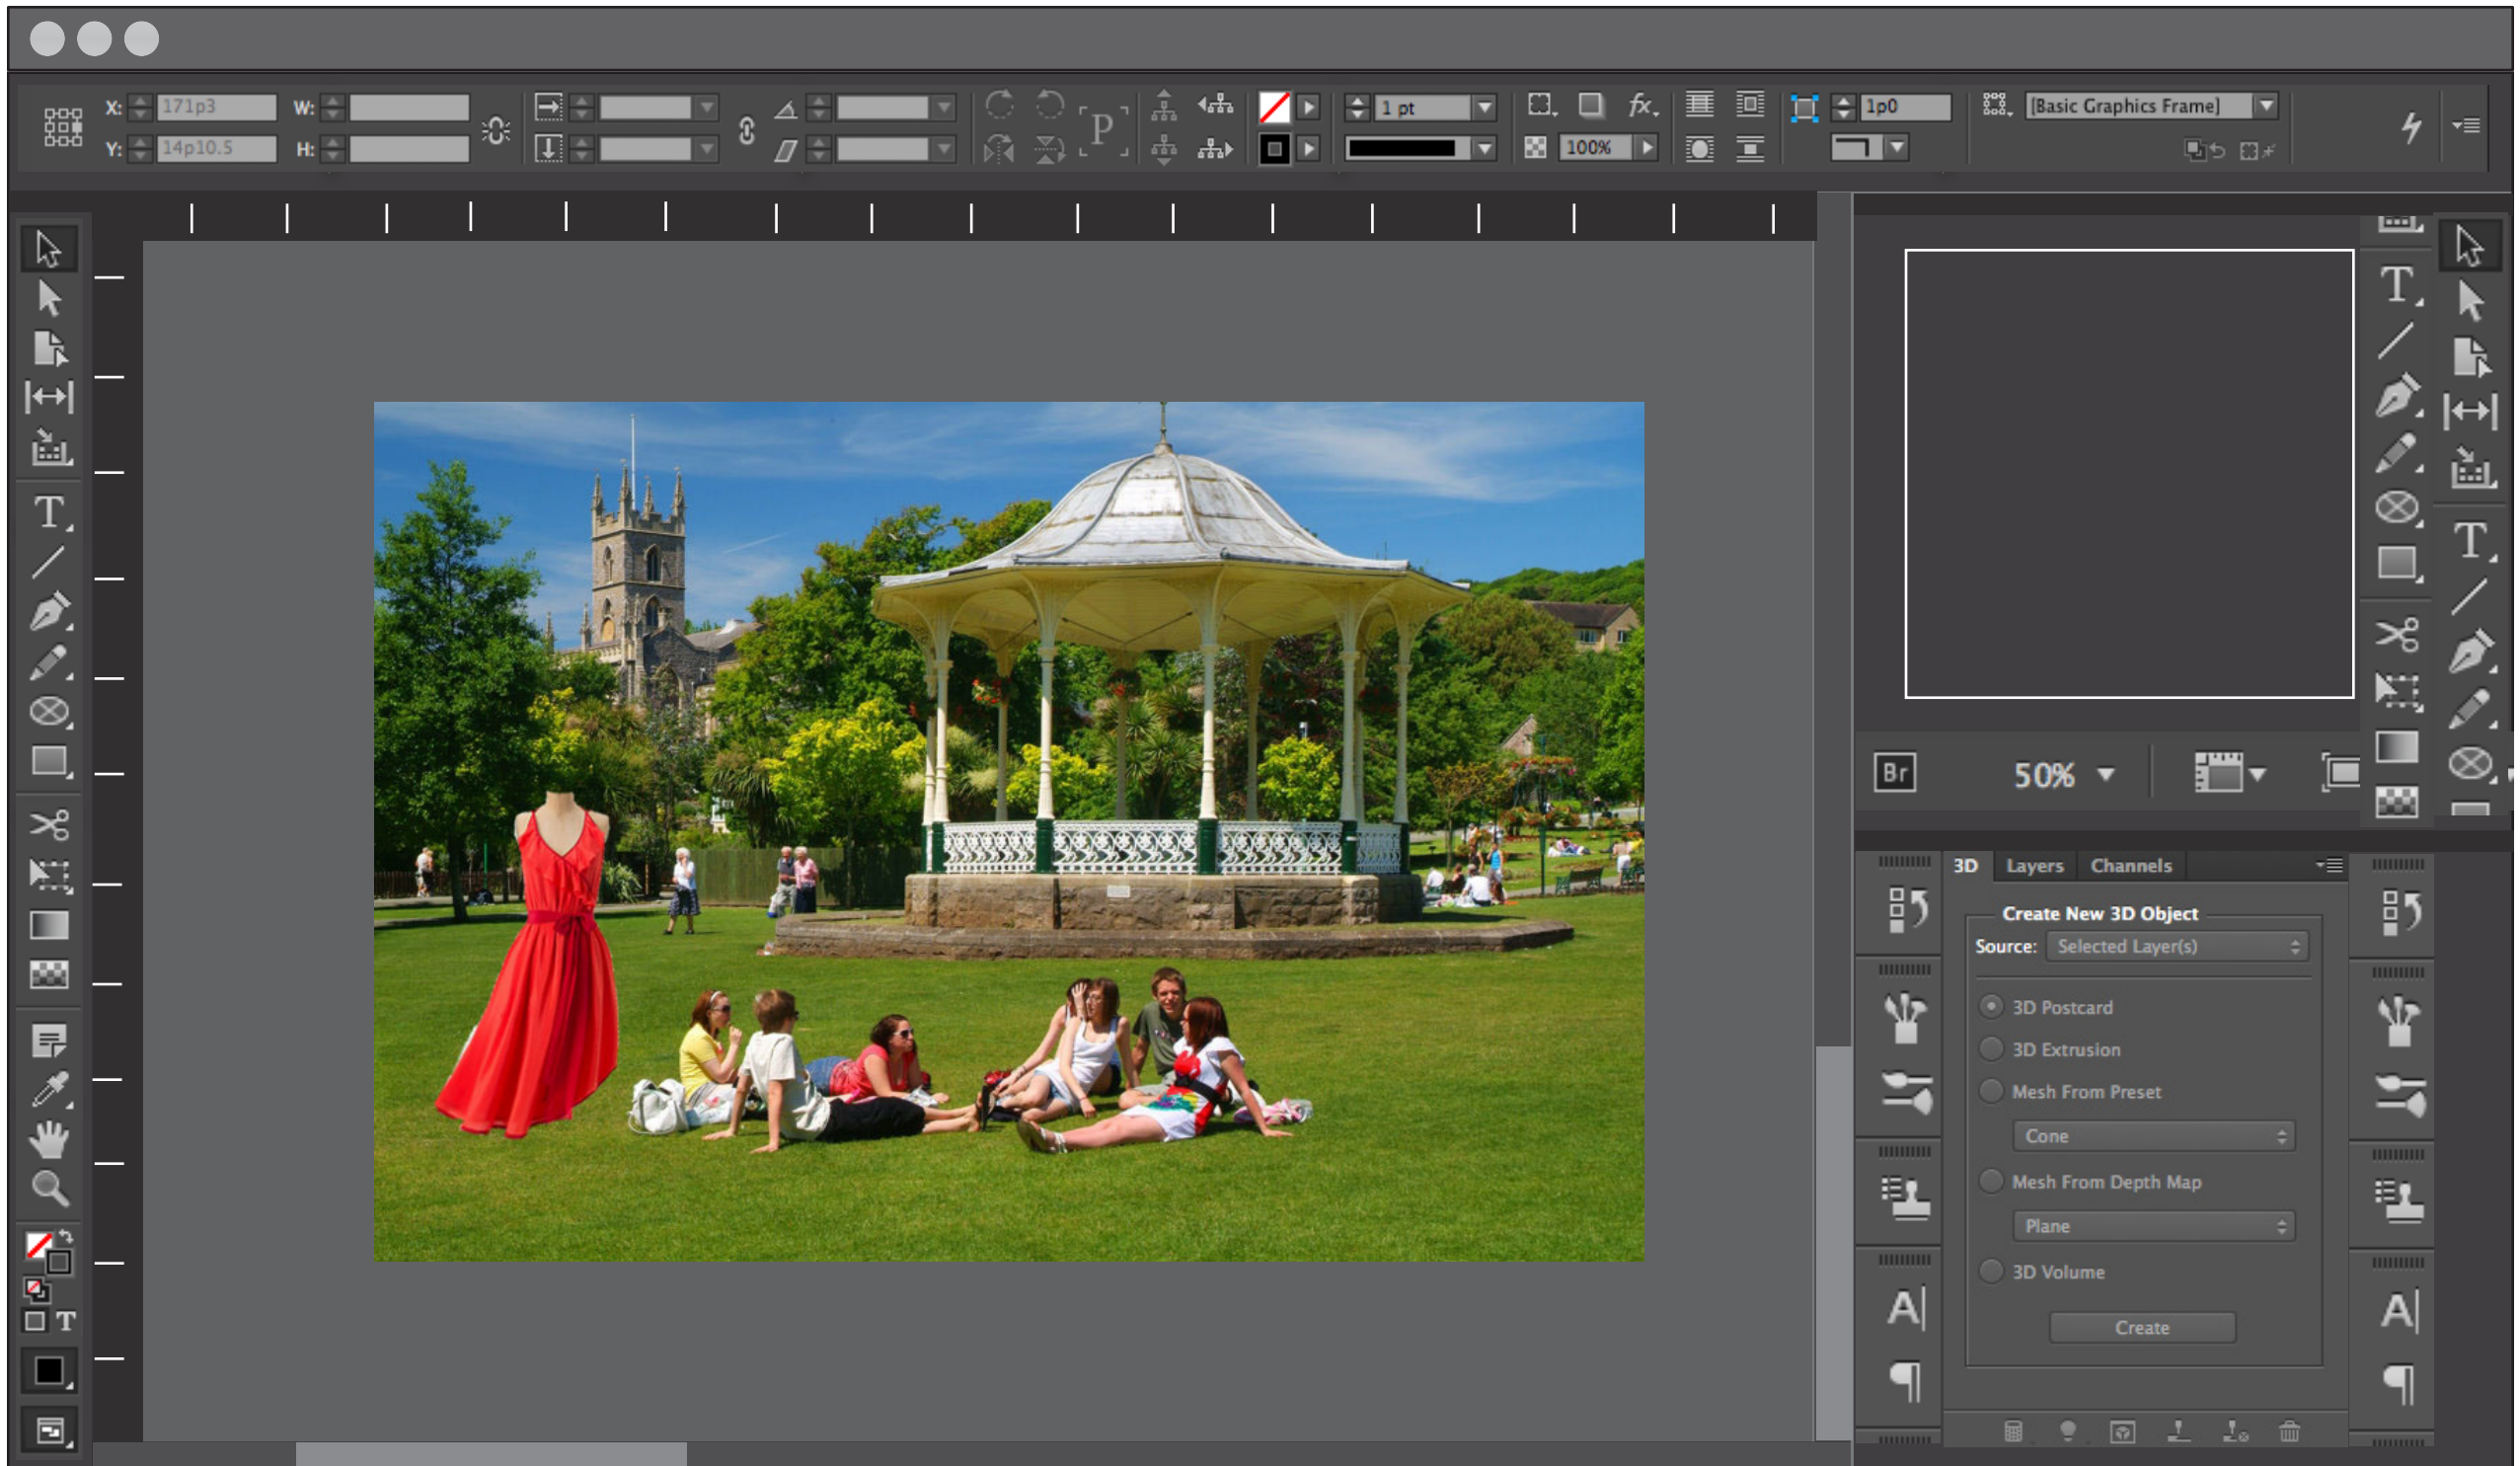 X: 171p3 W: 1 pt fx. 1p0 [Basic Graphics Frame]
Y: 14p10.5 H: P 100%
T
T
T
T
Br 50%
3D Layers Channels
Create New 3D Object
Source: Selected Layer(s)
3D Postcard
3D Extrusion
Mesh From Preset
Cone
Mesh From Depth Map
Plane
3D Volume
A A
Create
¶ ¶